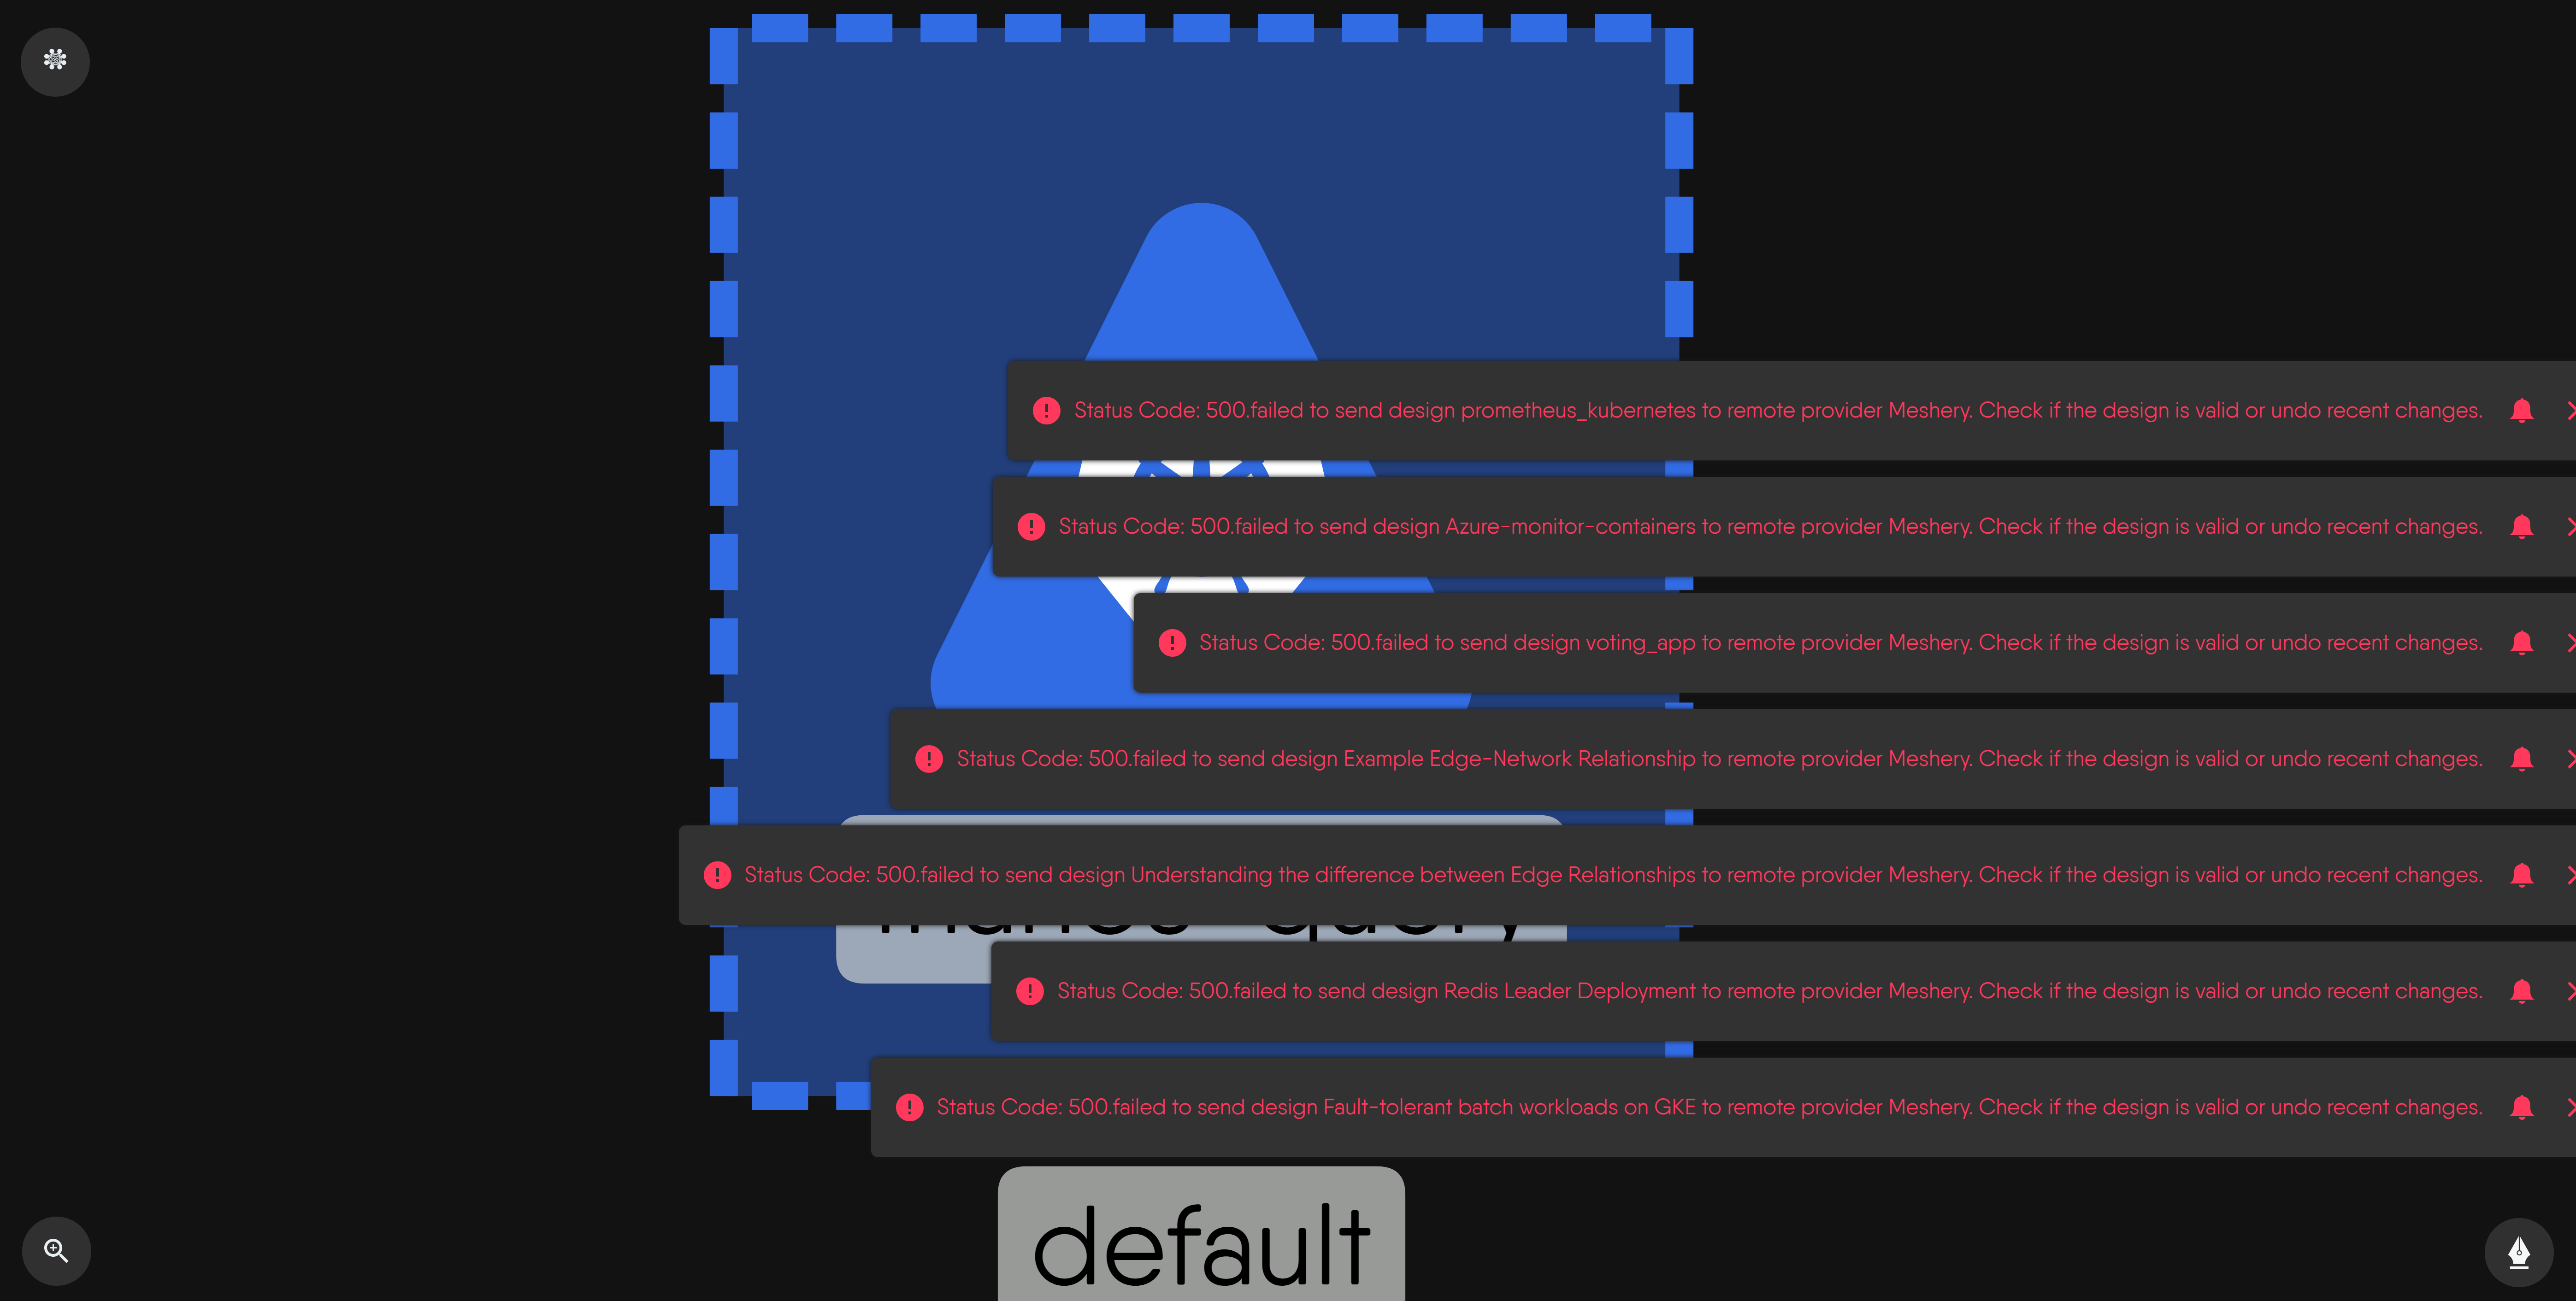 Status Code: 500.failed to send design prometheus_kubernetes to remote provider Meshery. Check if the design is valid or undo recent changes.
Status Code: 500.failed to send design Azure-monitor-containers to remote provider Meshery. Check if the design is valid or undo recent changes.
Status Code: 500.failed to send design voting_app to remote provider Meshery. Check if the design is valid or undo recent changes.
Status Code: 500.failed to send design Example Edge-Network Relationship to remote provider Meshery. Check if the design is valid or undo recent changes.
Status Code: 500.failed to send design Understanding the difference between Edge Relationships to remote provider Meshery. Check if the design is valid or undo recent changes.
Status Code: 500.failed to send design Redis Leader Deployment to remote provider Meshery. Check if the design is valid or undo recent changes.
Status Code: 500.failed to send design Fault-tolerant batch workloads on GKE to remote provider Meshery. Check if the design is valid or undo recent changes.
default